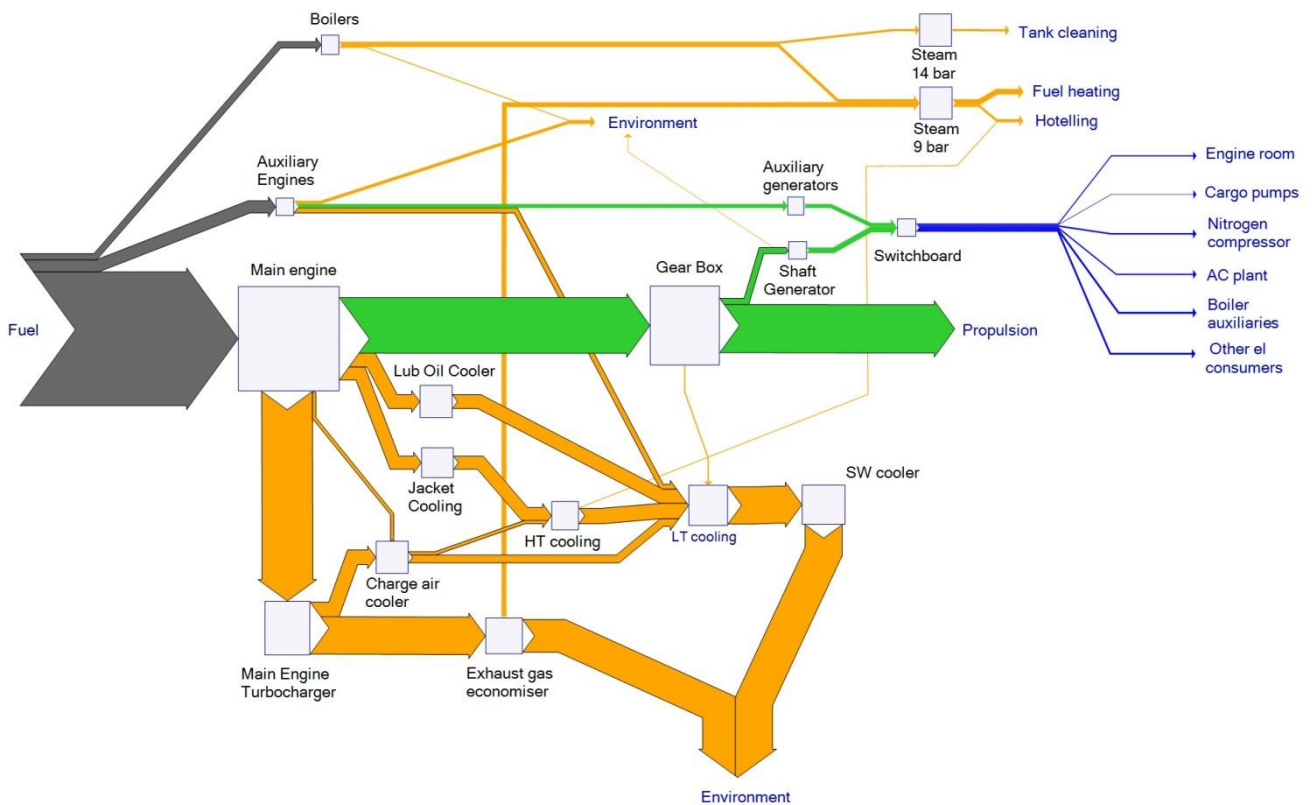 Boilers
Tank cleaning
Steam
14 bar
Fuel heating
Environment
Steam
9 bar
Hotelling
Engine room
Auxiliary
Engines
Auxiliary
generators
Cargo pumps
Nitrogen
compressor
Switchboard
Main engine
Gear Box
Shaft
Generator
AC plant
Boiler
auxiliaries
Fuel
Propulsion
Other el
consumers
Lub Oil Cooler
SW cooler
Jacket
Cooling
HT cooling
LT cooling
Charge air
cooler
Main Engine
Turbocharger
Exhaust gas
economiser
Environment